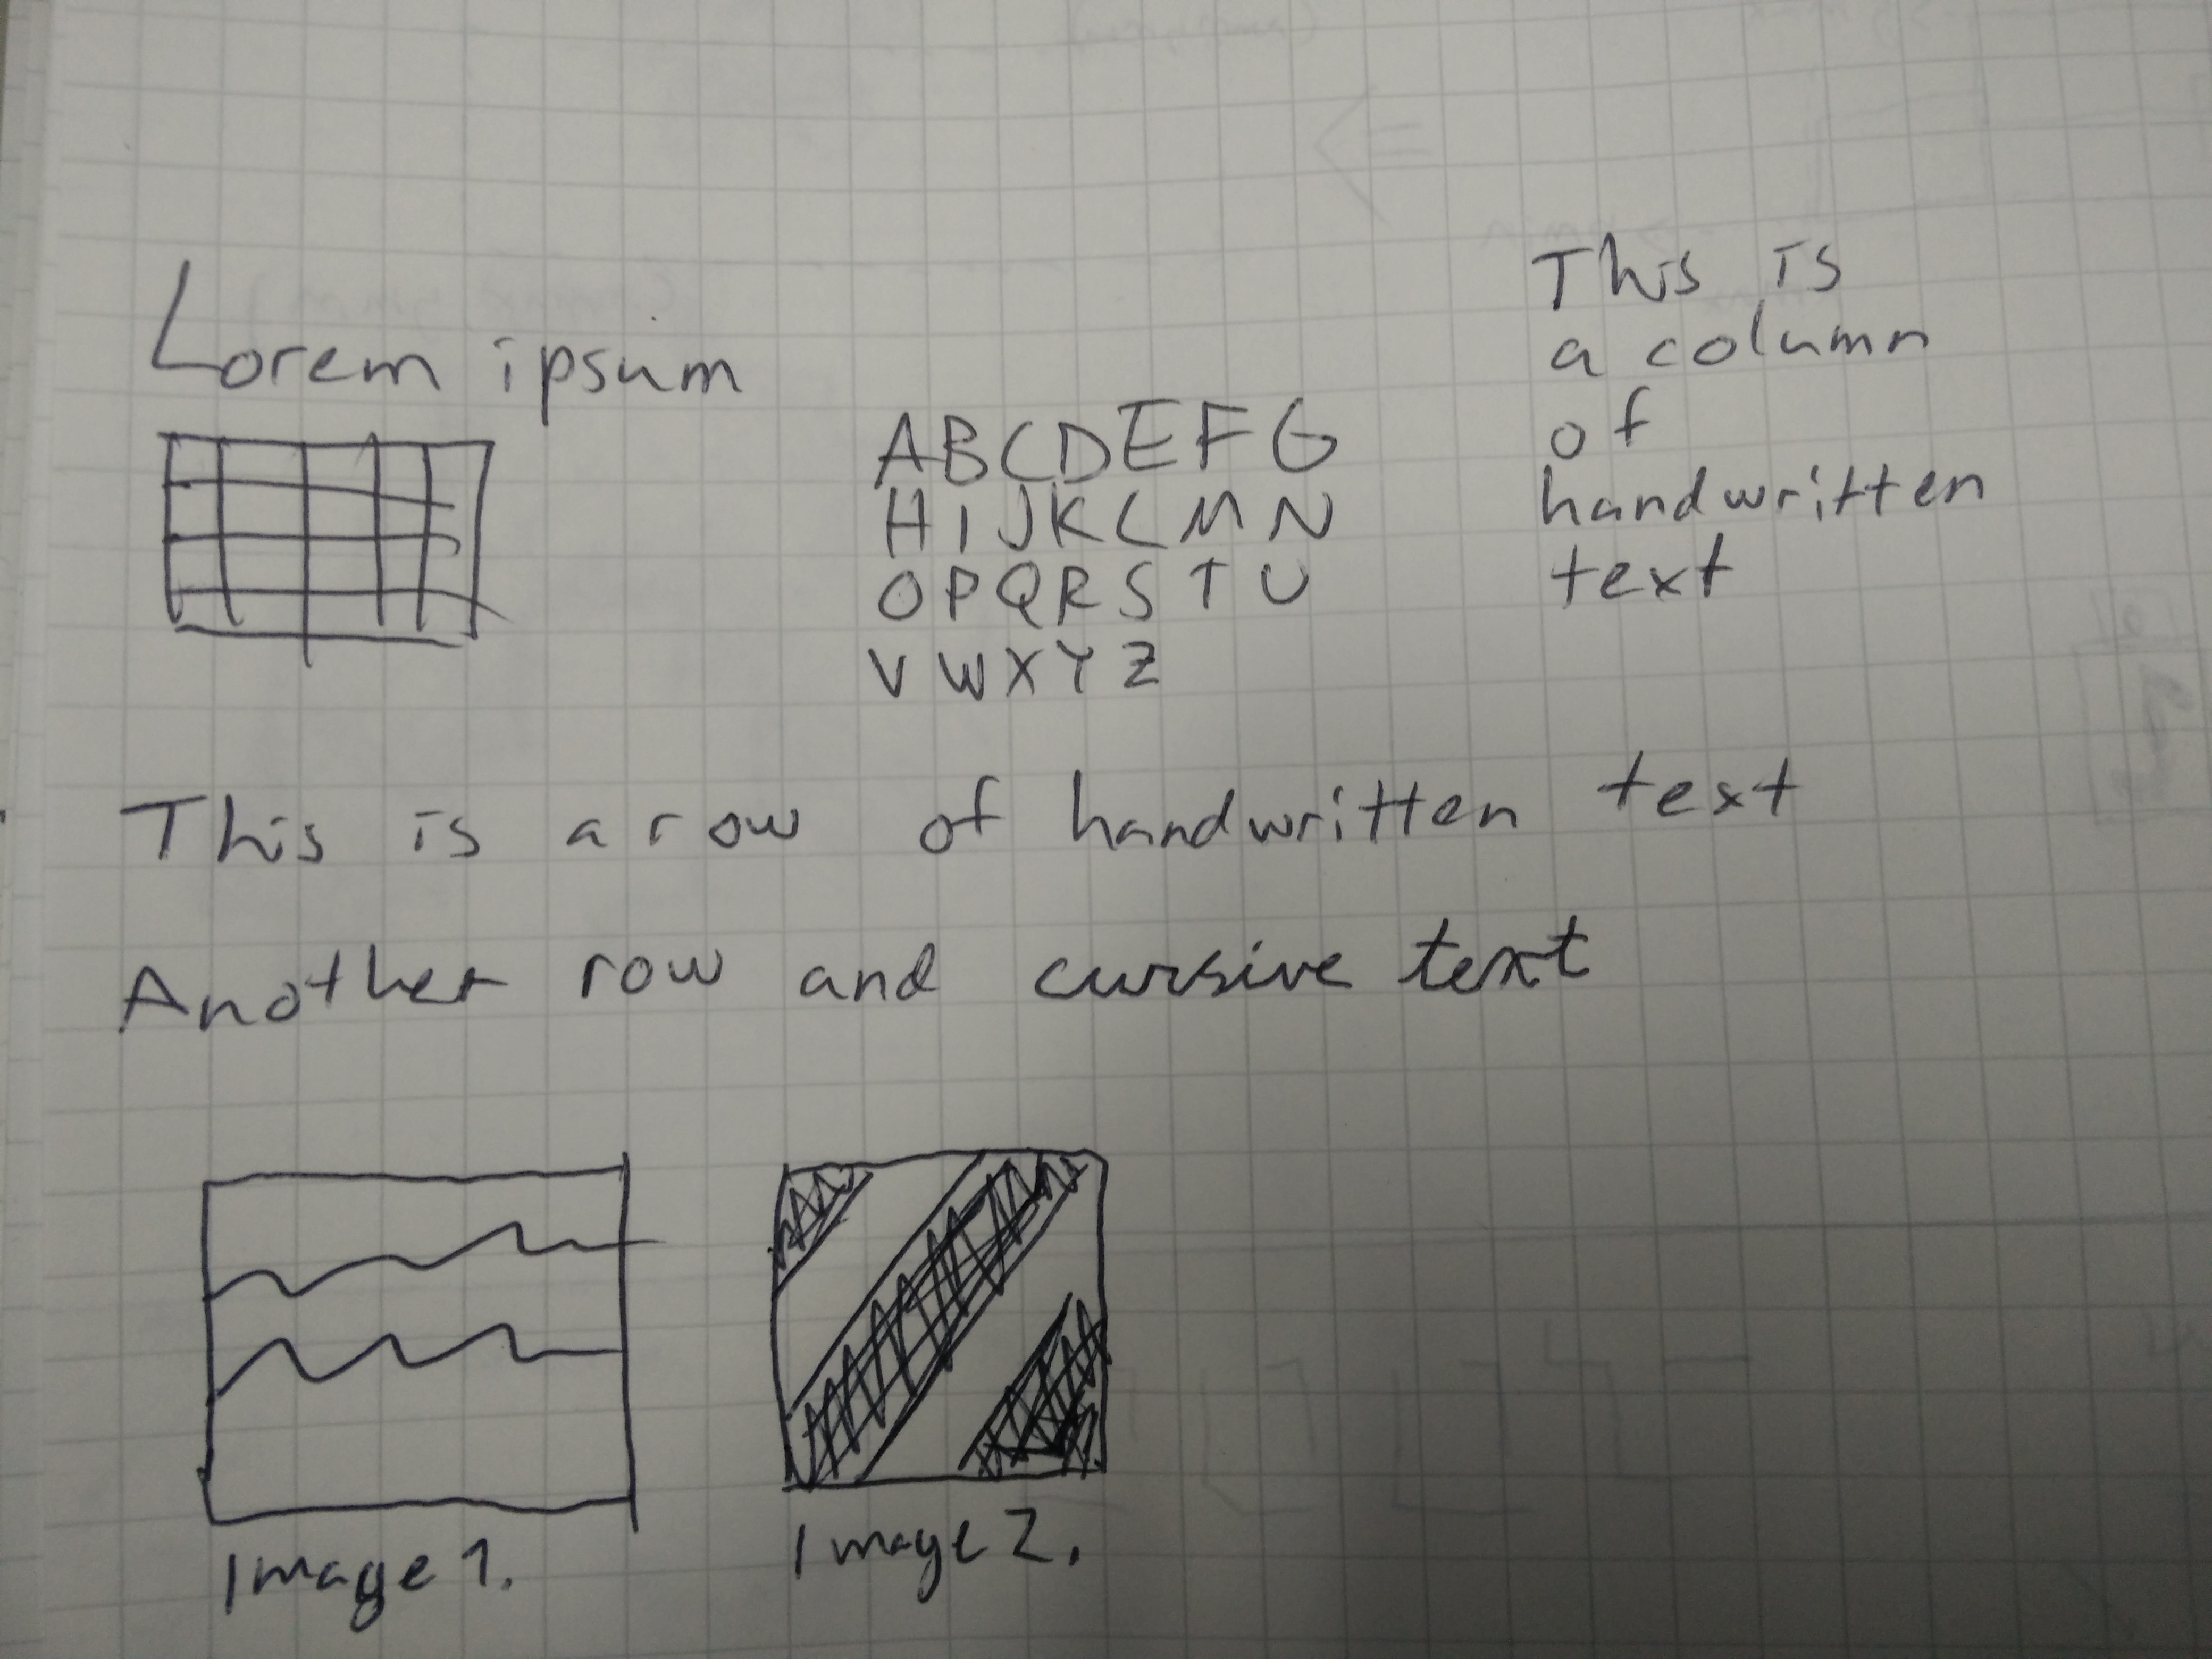 Lorem ipsum
ABCDEFG
HIJKLMN
OPQRSTU
VWXYZ
This is
a column
of
handwritten
text
This is a row of handwritten text
Another row and cursive text
Image 1.
Image 2.